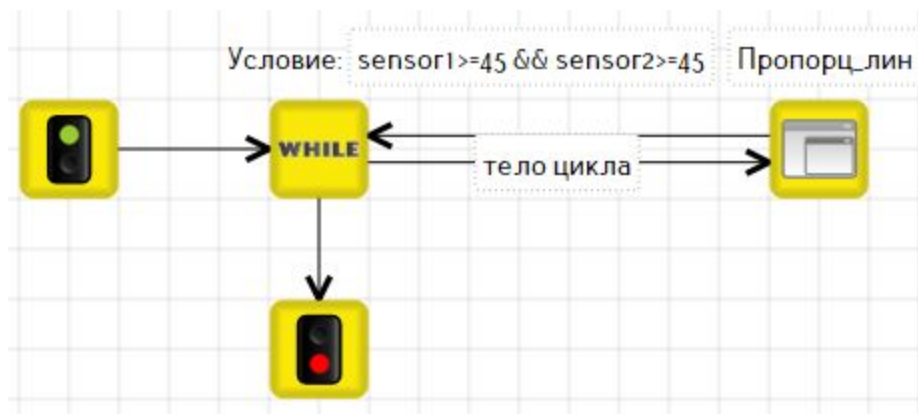 Условие: sensor1>=45 && sensor2>=45 Пропорц_лин
WHILE
тело цикла